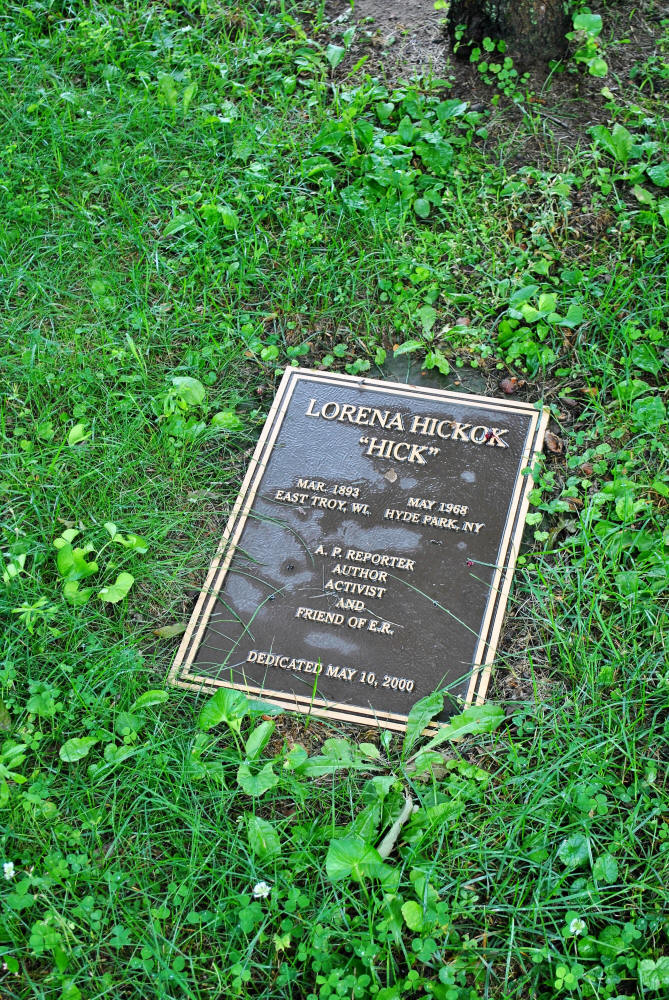 LORENA HICKOK
"HICK"
MAR. 1893 MAY 1968
EAST TROY, WI. HYDE PARK, NY
A. P. REPORTER
AUTHOR
ACTIVIST
AND
FRIEND OF E.R.
DEDICATED MAY 10, 2000